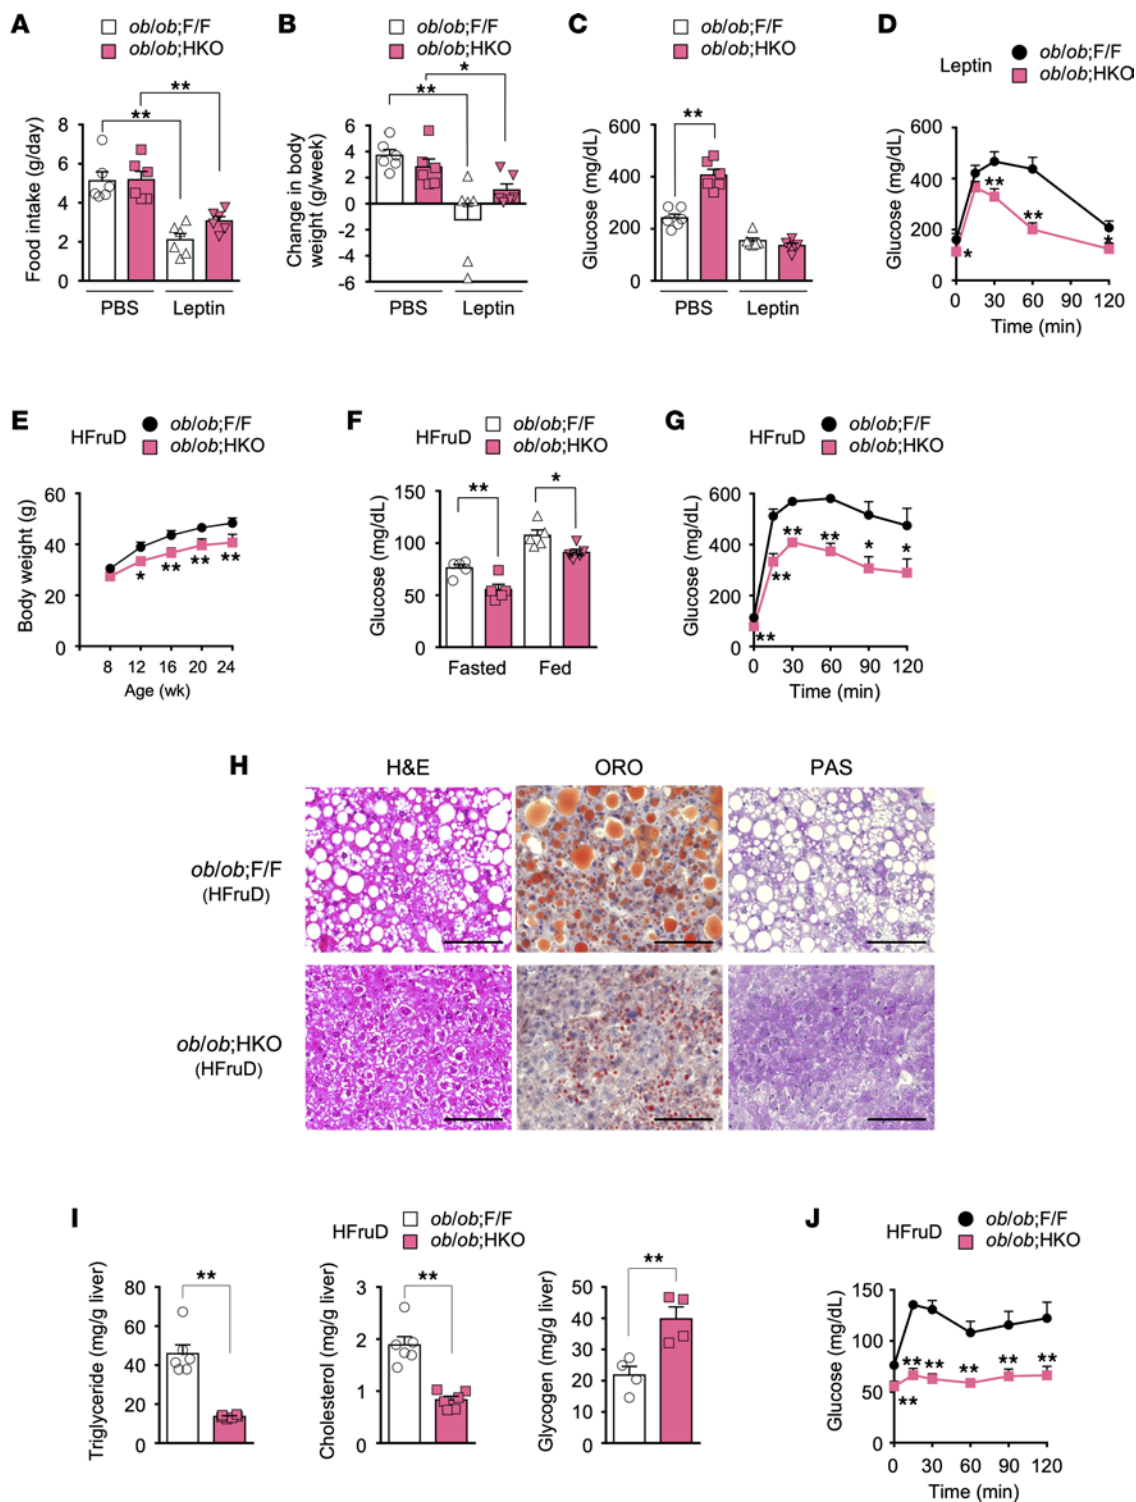 A
ob/ob;F/F
ob/ob;HKO
Food intake (g/day)
8
6
4
2
0
**
**
PBS
Leptin
B
ob/ob;F/F
ob/ob;HKO
Change in body
weight (g/week)
6
4
2
0
-2
-4
-6
**
*
PBS
Leptin
C
ob/ob;F/F
ob/ob;HKO
Glucose (mg/dL)
600
400
200
0
**
PBS
Leptin
D
Leptin
ob/ob;F/F
ob/ob;HKO
Glucose (mg/dL)
600
400
200
0
*
**
**
*
0 30 60 90 120
Time (min)
E
HFruD
ob/ob;F/F
ob/ob;HKO
Body weight (g)
60
40
20
0
*
**
**
**
8 12 16 20 24
Age (wk)
F
HFruD
ob/ob;F/F
ob/ob;HKO
Glucose (mg/dL)
150
100
50
0
**
*
Fasted
Fed
G
HFruD
ob/ob;F/F
ob/ob;HKO
Glucose (mg/dL)
600
400
200
0
**
**
**
**
*
*
0 30 60 90 120
Time (min)
H
H&E
ORO
PAS
ob/ob;F/F
(HFruD)
ob/ob;HKO
(HFruD)
I
HFruD
ob/ob;F/F
ob/ob;HKO
Triglyceride (mg/g liver)
80
60
40
20
0
**
Cholesterol (mg/g liver)
3
2
1
0
**
Glycogen (mg/g liver)
50
40
30
20
10
0
**
J
HFruD
ob/ob;F/F
ob/ob;HKO
Glucose (mg/dL)
150
100
50
0
**
**
**
**
**
**
0 30 60 90 120
Time (min)